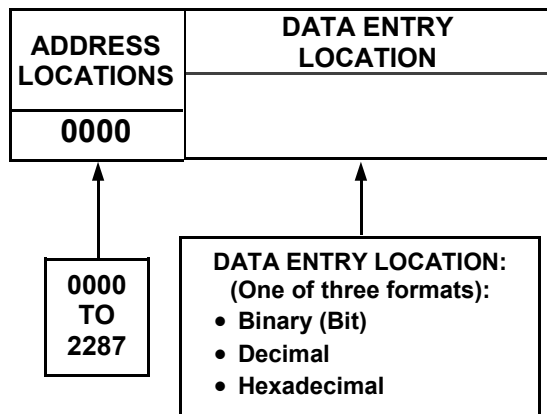 ADDRESS
LOCATIONS
DATA ENTRY
LOCATION
0000
0000
TO
2287
DATA ENTRY LOCATION:
(One of three formats):
• Binary (Bit)
• Decimal
• Hexadecimal